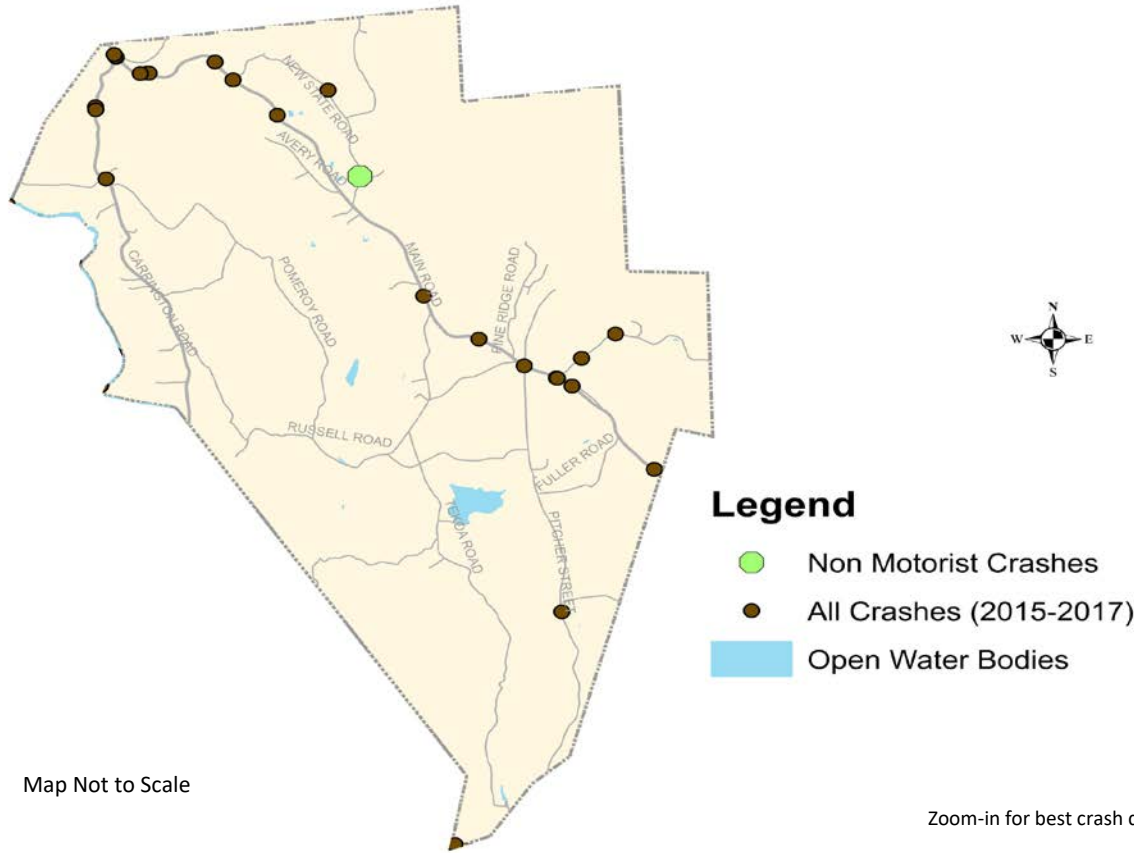 NEW STATE ROAD
AVERY ROAD
MAIN ROAD
CARRINGTON ROAD
POMEROY ROAD
PINE RIDGE ROAD
RUSSELL ROAD
FULLER ROAD
TEKOA ROAD
PITCHER STREET
N
W E
S
Legend
Non Motorist Crashes
All Crashes (2015-2017)
Open Water Bodies
Map Not to Scale
Zoom-in for best crash